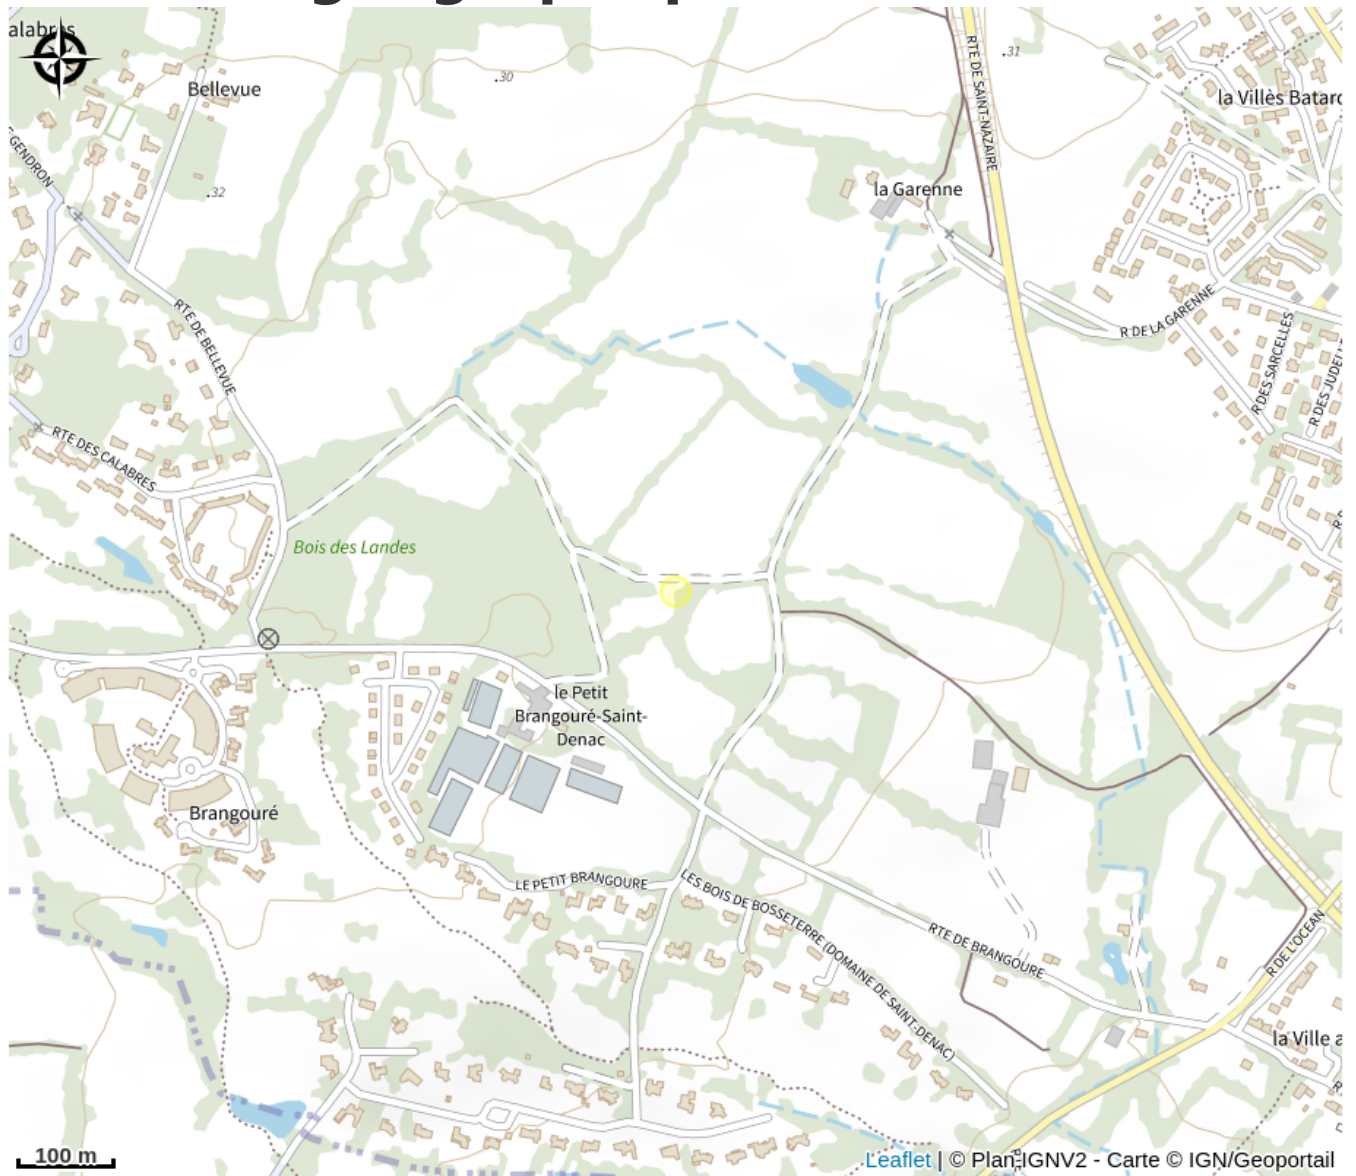 alabres
Bellevue
.30
.31
RTE DE SAINT-NAZAIRE
la Villès Batard
GENDRON
.32
la Garenne
RTE DE BELLEVUE
R DE LA GARENNE
R DES SARCELLES
R DES JUDELLE
RTE DES CALABRES
Bois des Landes
le Petit
Brangouré-Saint-
Denac
Brangouré
LE PETIT BRANGOURE
LES BOIS DE BOSSETERRE (DOMAINE DE SAINT-DENAC)
RTE DE BRANGOURE
R DE L'OCEAN
la Ville a
100 m
Leaflet | © Plan-IGNV2 - Carte © IGN/Geoportail